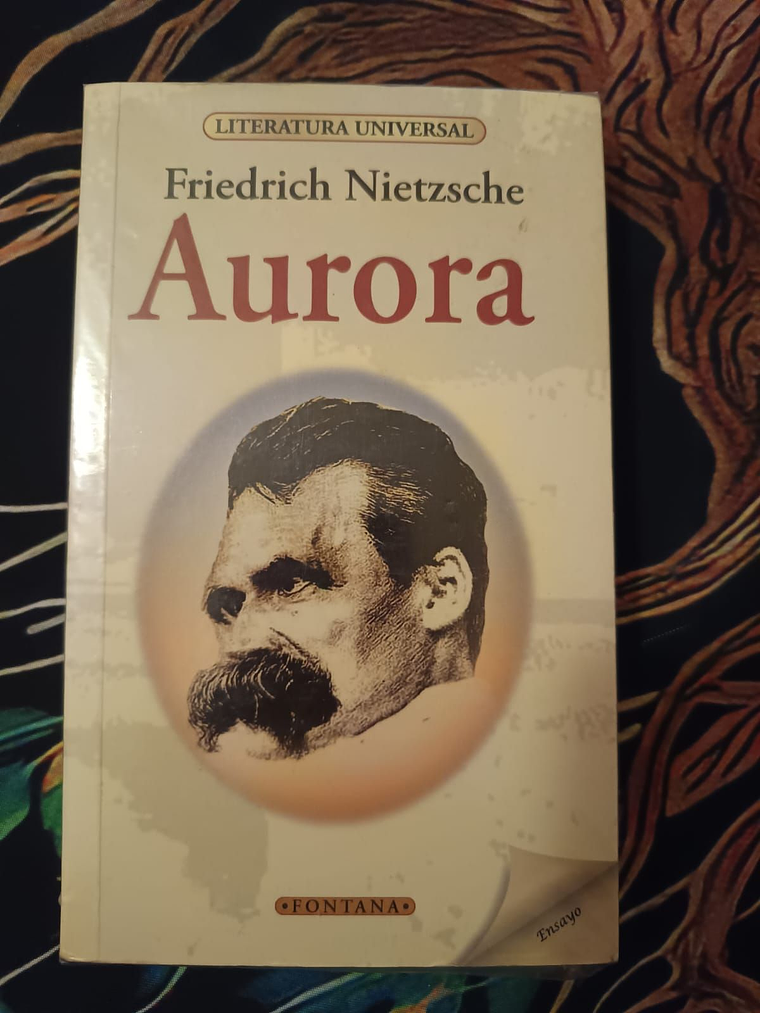 LITERATURA UNIVERSAL
Friedrich Nietzsche
Aurora
•FONTANA•
Ensayo